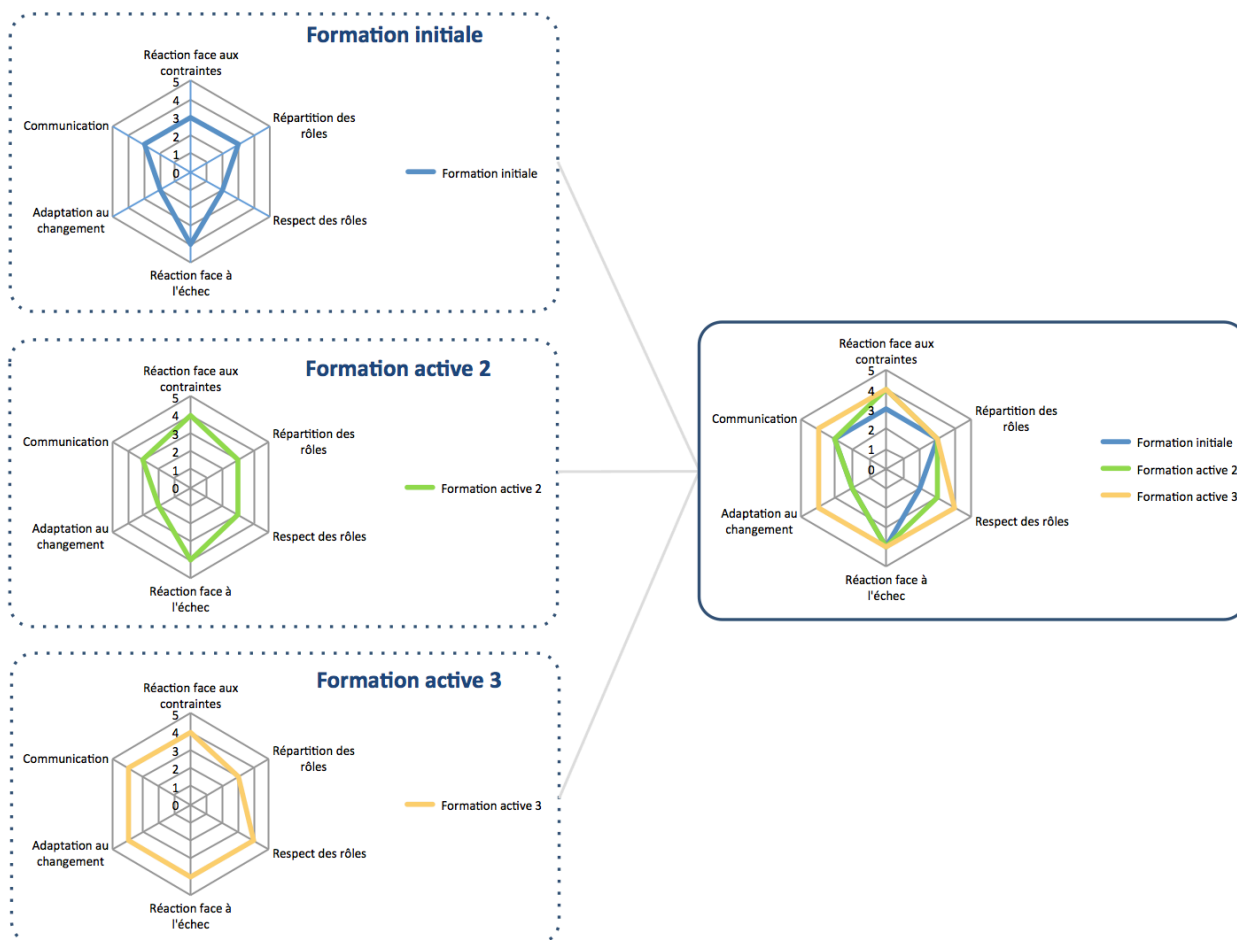 Formation initiale
Réaction face aux
contraintes
5
4
3
2
1
0
Répartition des
rôles
Respect des rôles
Réaction face à
l'échec
Adaptation au
changement
Communication
Formation initiale
Formation active 2
Réaction face aux
contraintes
5
4
3
2
1
0
Répartition des
rôles
Respect des rôles
Réaction face à
l'échec
Adaptation au
changement
Communication
Formation active 2
Formation active 3
Réaction face aux
contraintes
5
4
3
2
1
0
Répartition des
rôles
Respect des rôles
Réaction face à
l'échec
Adaptation au
changement
Communication
Formation active 3
Réaction face aux
contraintes
5
4
3
2
1
0
Répartition des
rôles
Respect des rôles
Réaction face à
l'échec
Adaptation au
changement
Communication
Formation initiale
Formation active 2
Formation active 3